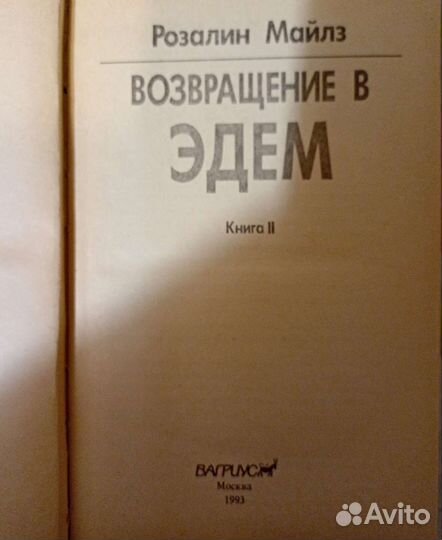 Розалин Майлз
ВОЗВРАЩЕНИЕ В
ЭДЕМ
Книга II
ВАГРИУС
Москва
1993
Avito